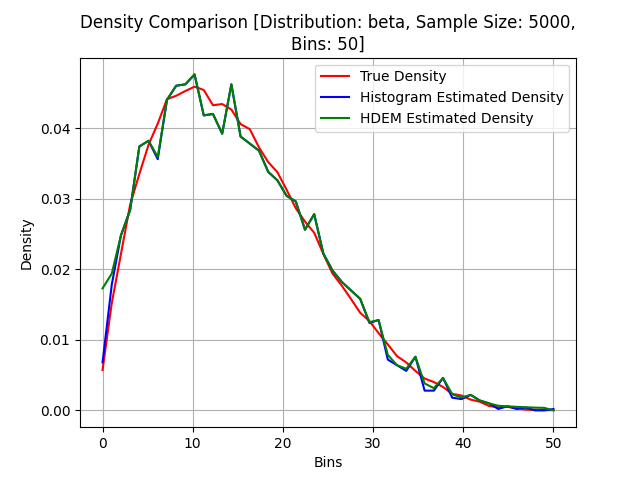 Density Comparison [Distribution: beta, Sample Size: 5000,
Bins: 50]
True Density
Histogram Estimated Density
HDEM Estimated Density
Density
0.04
0.03
0.02
0.01
0.00
0 10 20 30 40 50
Bins